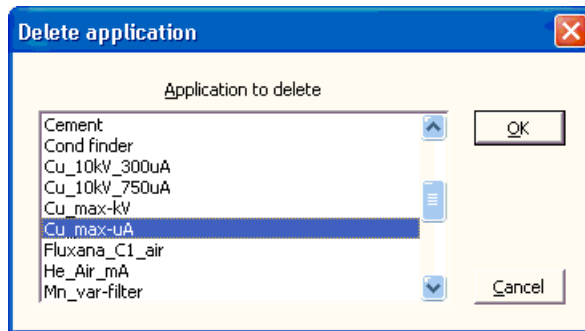 Delete application
Application to delete
Cement
Cond finder
Cu_10kV_300uA
Cu_10kV_750uA
Cu_max-kV
Cu_max-uA
Fluxana_C1_air
He_Air_mA
Mn_var-filter
OK
Cancel